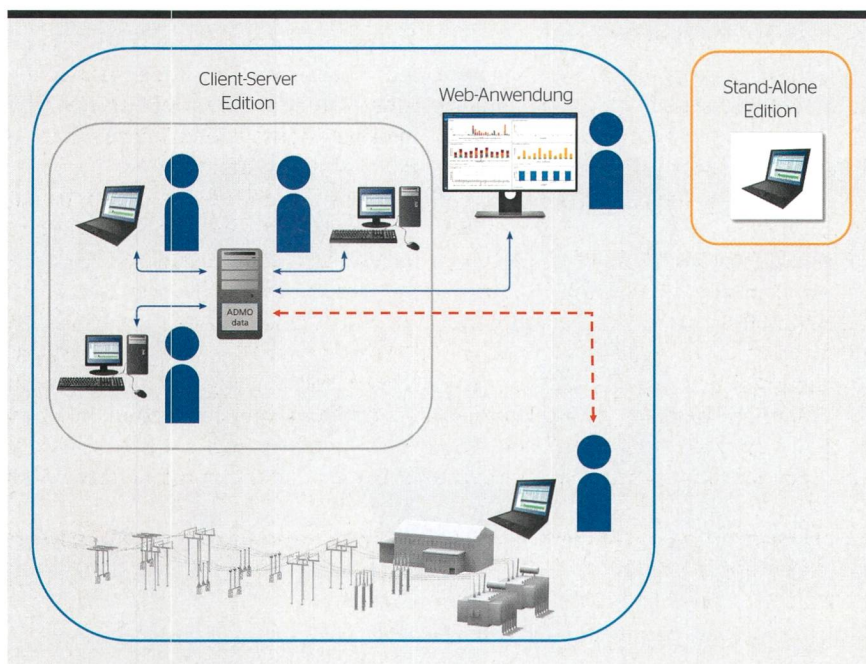 Client-Server
Edition
Web-Anwendung
Stand-Alone
Edition
ADMO
data